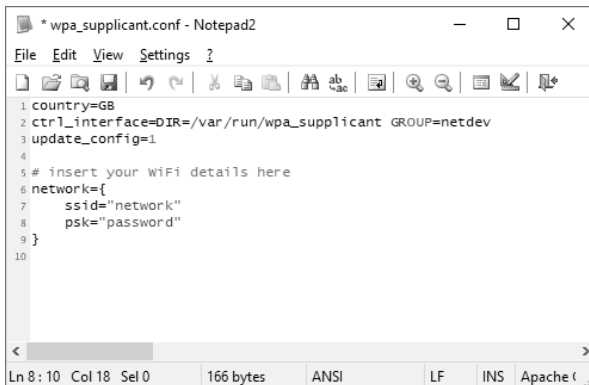 * wpa_supplicant.conf - Notepad2
File Edit View Settings ?
1 country=GB
2 ctrl_interface=DIR=/var/run/wpa_supplicant GROUP=netdev
3 update_config=1
4
5 # insert your WiFi details here
6 network={
7     ssid="network"
8     psk="password"
9 }
10
Ln 8 : 10 Col 18 Sel 0 166 bytes ANSI LF INS Apache